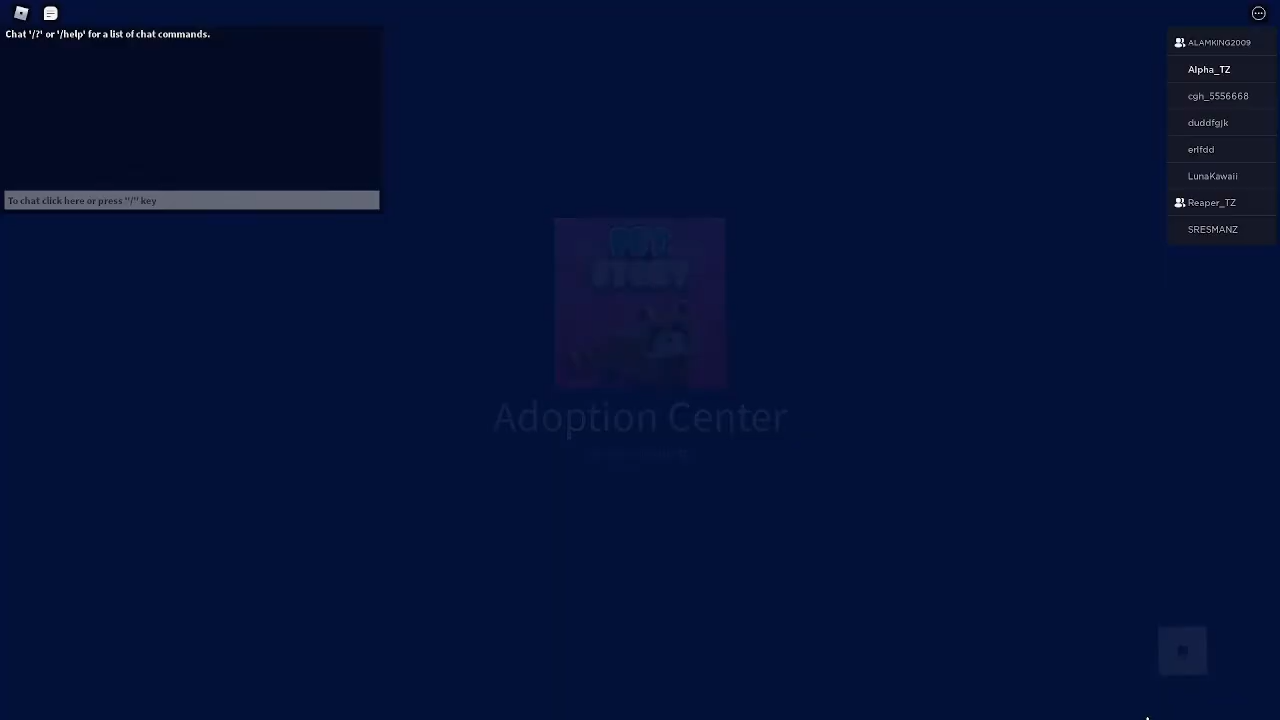 Chat '/?' or '/help' for a list of chat commands.
To chat click here or press "/" key
ALAMKING2009
Alpha_TZ
cgh_5556668
duddfgjk
erlfdd
LunaKawaii
Reaper_TZ
SRESMANZ
STORY
Adoption Center